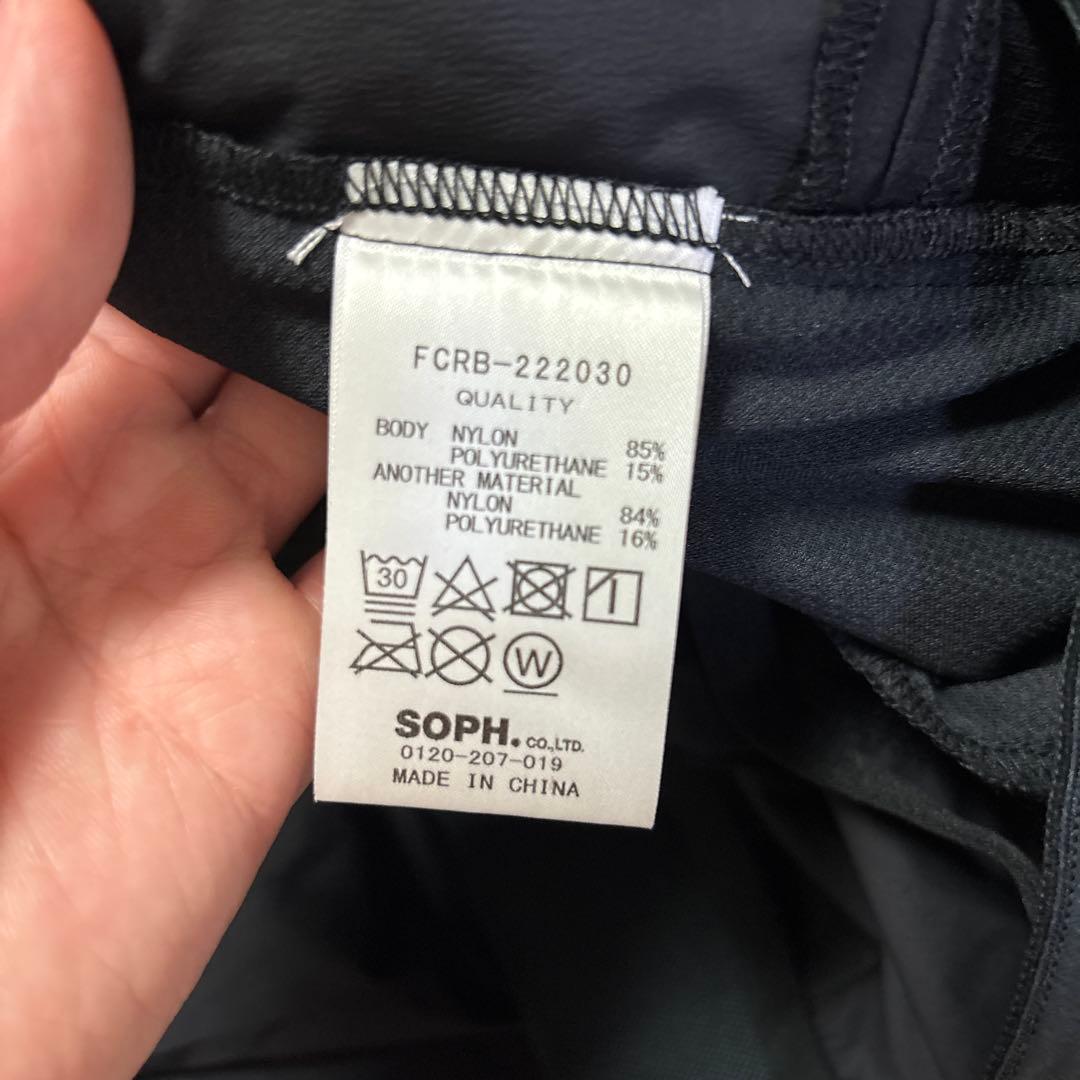 FCRB-222030
QUALITY
BODY NYLON 85%
POLYURETHANE 15%
ANOTHER MATERIAL
NYLON 84%
POLYURETHANE 16%
30
W
SOPH. CO.,LTD.
0120-207-019
MADE IN CHINA